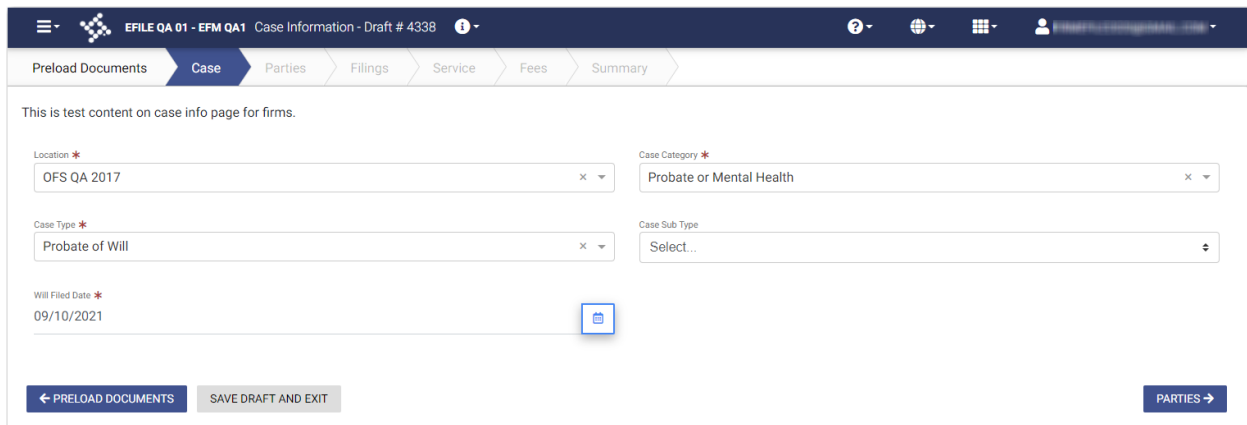 EFILE QA 01 - EFM QA1 Case Information - Draft # 4338
Preload Documents Case Parties Filings Service Fees Summary
This is test content on case info page for firms.
Location * Case Category *
OFS QA 2017 Probate or Mental Health
Case Type * Case Sub Type
Probate of Will Select...
Will Filed Date *
09/10/2021
PRELOAD DOCUMENTS SAVE DRAFT AND EXIT PARTIES